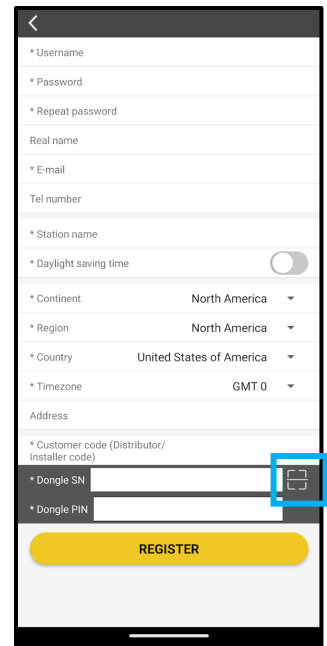 * Username
* Password
* Repeat password
Real name
* E-mail
Tel number
* Station name
* Daylight saving time
* Continent North America
* Region North America
* Country United States of America
* Timezone GMT 0
Address
* Customer code (Distributor/
Installer code)
* Dongle SN
* Dongle PIN
REGISTER